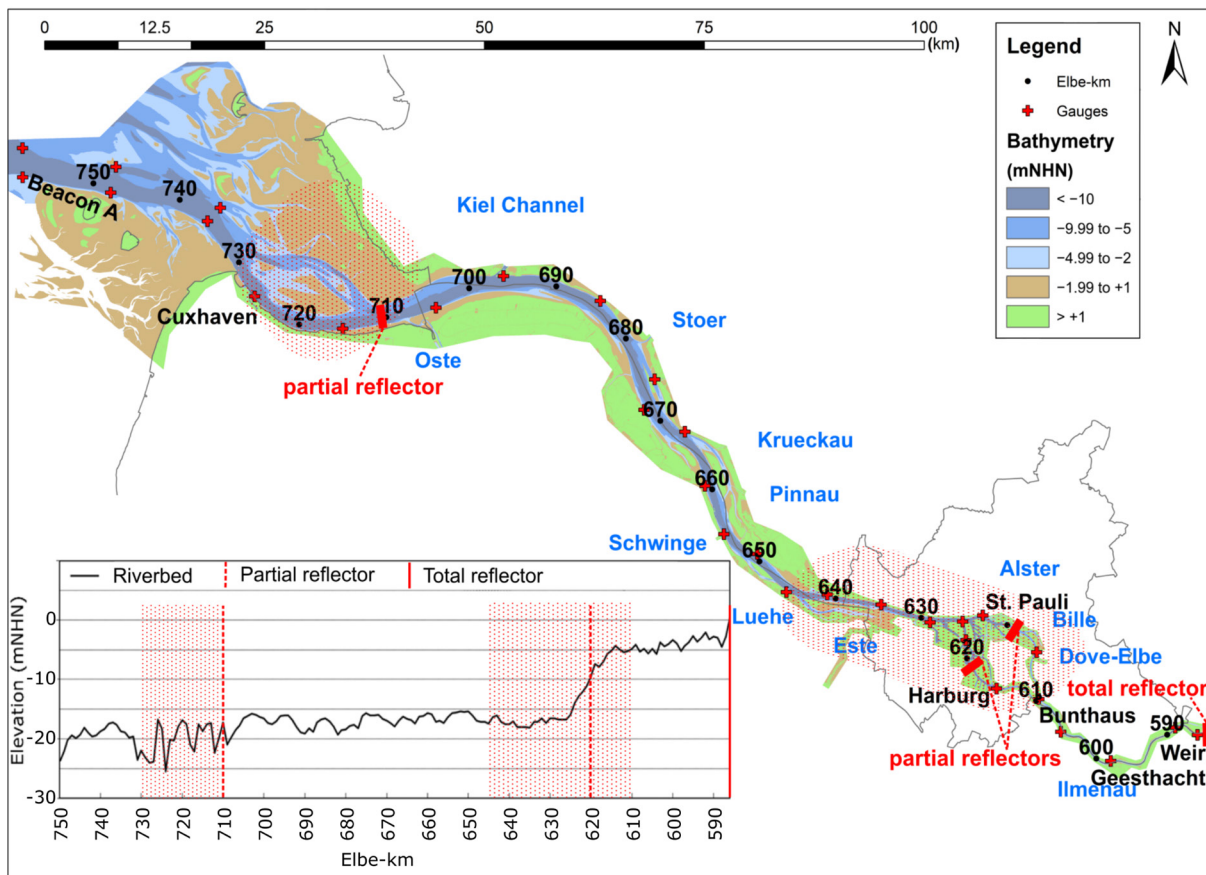 0 12.5 25 50 75 100
(km)
Legend
Elbe-km
Gauges
Bathymetry
(mNHN)
< −10
−9.99 to −5
−4.99 to −2
−1.99 to +1
> +1
N
750
Beacon A
740
730
Kiel Channel
Cuxhaven
720
710
700
690
680
Stoer
Oste
partial reflector
670
Krueckau
660
Pinnau
Schwinge
650
640
Alster
630
St. Pauli
Luehe
Bille
Este
620
Dove-Elbe
Harburg
610
total reflector
Bunthaus
590
partial reflectors
600
Weir
Geesthacht
Ilmenau
Riverbed
Partial reflector
Total reflector
Elevation (mNHN)
0
-10
-20
-30
750 740 730 720 710 700 690 680 670 660 650 640 630 620 610 600 590
Elbe-km